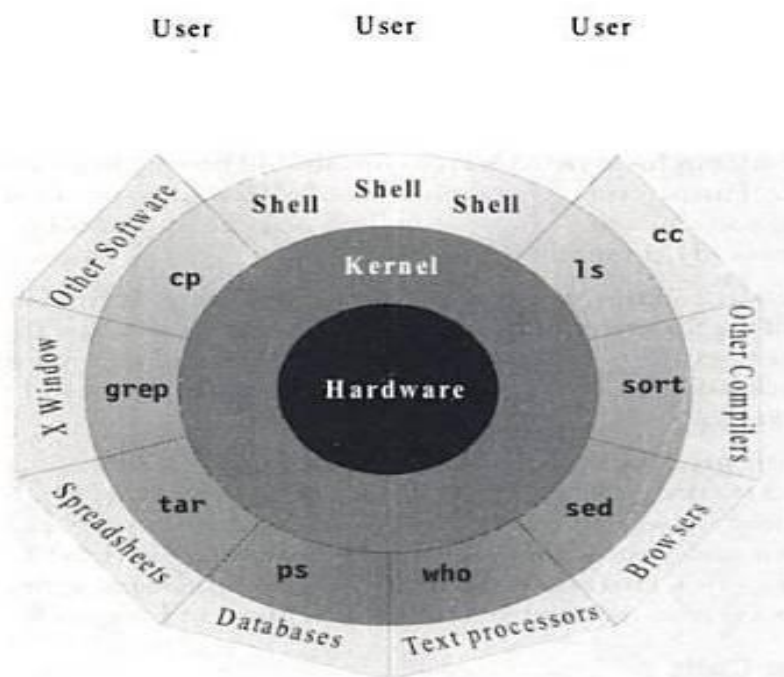 User User User
Shell Shell Shell
Other Software
cc
Kernel
cp
ls
X Window
grep
Hardware
sort
Other Compilers
Spreadsheets
tar
sed
Browsers
ps
who
Databases
Text processors